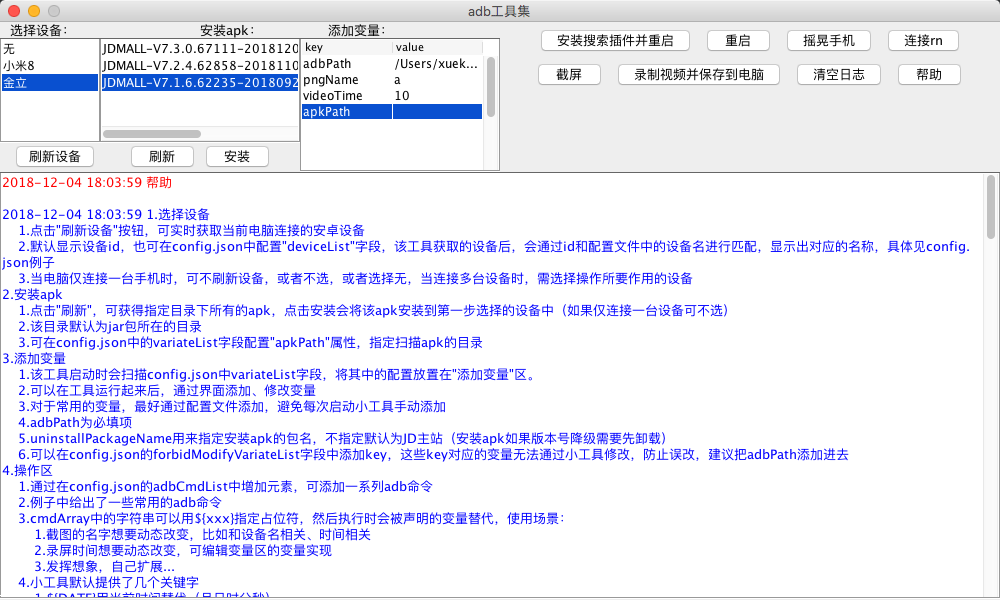 adb工具集
选择设备：
安装apk：
添加变量：
无
小米8
金立
JDMALL-V7.3.0.67111-2018120
JDMALL-V7.2.4.62858-2018110
JDMALL-V7.1.6.62235-2018092
key value
adbPath /Users/xuek...
pngName a
videoTime 10
apkPath
安装搜索插件并重启 重启 摇晃手机 连接rn
截屏 录制视频并保存到电脑 清空日志 帮助
刷新设备 刷新 安装
2018-12-04 18:03:59 帮助
2018-12-04 18:03:59 1.选择设备
1.点击"刷新设备"按钮，可实时获取当前电脑连接的安卓设备
2.默认显示设备id，也可在config.json中配置"deviceList"字段，该工具获取的设备后，会通过id和配置文件中的设备名进行匹配，显示出对应的名称，具体见config.
json例子
3.当电脑仅连接一台手机时，可不刷新设备，或者不选，或者选择无，当连接多台设备时，需选择操作所要作用的设备
2.安装apk
1.点击"刷新"，可获得指定目录下所有的apk，点击安装会将该apk安装到第一步选择的设备中（如果仅连接一台设备可不选）
2.该目录默认为jar包所在的目录
3.可在config.json中的variateList字段配置"apkPath"属性，指定扫描apk的目录
3.添加变量
1.该工具启动时会扫描config.json中variateList字段，将其中的配置放置在"添加变量"区。
2.可以在工具运行起来后，通过界面添加、修改变量
3.对于常用的变量，最好通过配置文件添加，避免每次启动小工具手动添加
4.adbPath为必填项
5.uninstallPackageName用来指定安装apk的包名，不指定默认为JD主站（安装apk如果版本号降级需要先卸载）
6.可以在config.json的forbidModifyVariateList字段中添加key，这些key对应的变量无法通过小工具修改，防止误改，建议把adbPath添加进去
4.操作区
1.通过在config.json的adbCmdList中增加元素，可添加一系列adb命令
2.例子中给出了一些常用的adb命令
3.cmdArray中的字符串可以用${xxx}指定占位符，然后执行时会被声明的变量替代，使用场景：
1.截图的名字想要动态改变，比如和设备名相关、时间相关
2.录屏时间想要动态改变，可编辑变量区的变量实现
3.发挥想象，自己扩展...
4.小工具默认提供了几个关键字
1.${DATE}用当前时间替代（月日时分秒）